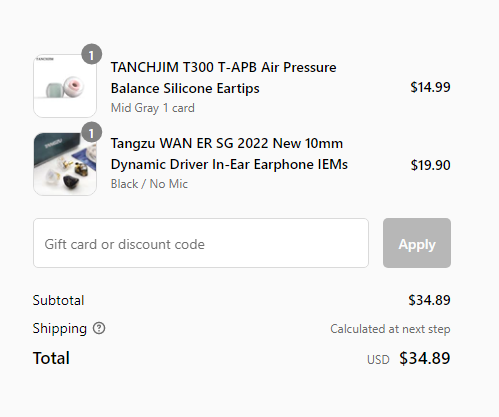 1
TANCHJIM T300 T-APB Air Pressure
Balance Silicone Eartips
$14.99
Mid Gray 1 card
1
Tangzu WAN ER SG 2022 New 10mm
Dynamic Driver In-Ear Earphone IEMs
$19.90
Black / No Mic
Gift card or discount code
Apply
Subtotal
$34.89
Shipping ?
Calculated at next step
Total
USD $34.89